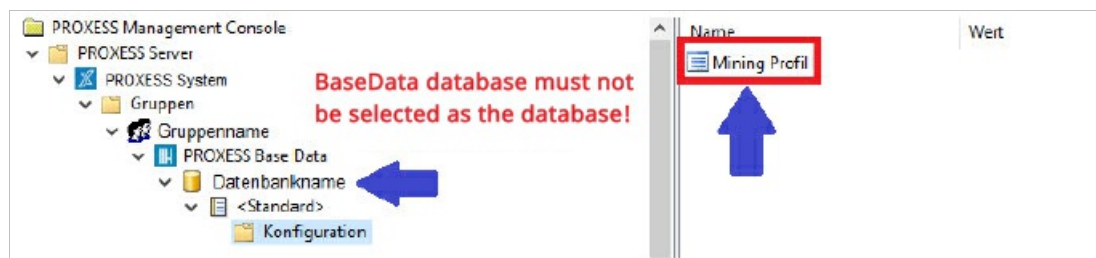 PROXESS Management Console
PROXESS Server
PROXESS System
Gruppen
Gruppenname
PROXESS Base Data
Datenbankname
<Standard>
Konfiguration
BaseData database must not
be selected as the database!
Name
Wert
Mining Profil